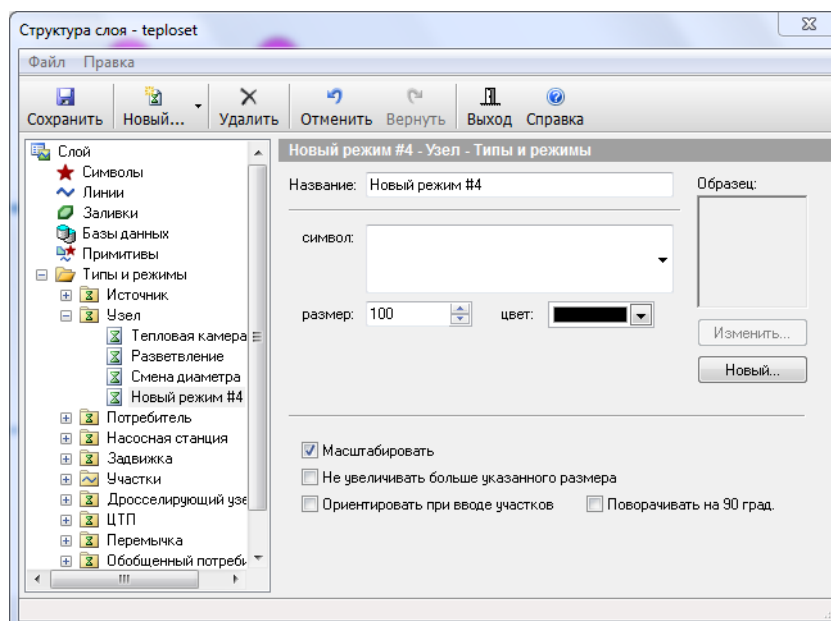 Структура слоя - teploset
Файл Правка
Сохранить Новый... Удалить Отменить Вернуть Выход Справка
Слой
Символы
Линии
Заливки
Базы данных
Примитивы
Типы и режимы
Источник
Узел
Тепловая камера
Разветвление
Смена диаметра
Новый режим #4
Потребитель
Насосная станция
Задвижка
Участки
Дросселирующий узе
ЦТП
Перемычка
Обобщенный потреби
Новый режим #4 - Узел - Типы и режимы
Название: Новый режим #4
Образец:
символ:
размер: 100 цвет:
Изменить...
Новый...
Масштабировать
Не увеличивать больше указанного размера
Ориентировать при вводе участков Поворачивать на 90 град.